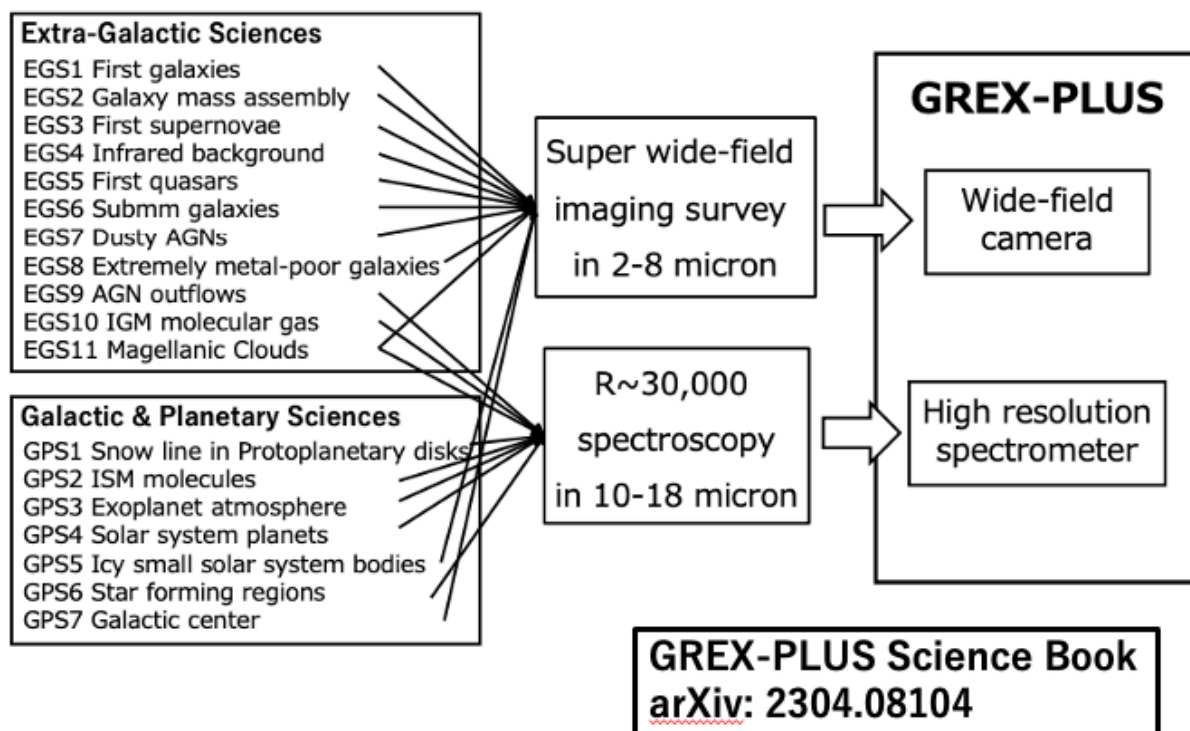 Extra-Galactic Sciences
EGS1 First galaxies
EGS2 Galaxy mass assembly
EGS3 First supernovae
EGS4 Infrared background
EGS5 First quasars
EGS6 Submm galaxies
EGS7 Dusty AGNs
EGS8 Extremely metal-poor galaxies
EGS9 AGN outflows
EGS10 IGM molecular gas
EGS11 Magellanic Clouds
Galactic & Planetary Sciences
GPS1 Snow line in Protoplanetary disks
GPS2 ISM molecules
GPS3 Exoplanet atmosphere
GPS4 Solar system planets
GPS5 Icy small solar system bodies
GPS6 Star forming regions
GPS7 Galactic center
Super wide-field
imaging survey
in 2-8 micron
R~30,000
spectroscopy
in 10-18 micron
GREX-PLUS
Wide-field
camera
High resolution
spectrometer
GREX-PLUS Science Book
arXiv: 2304.08104